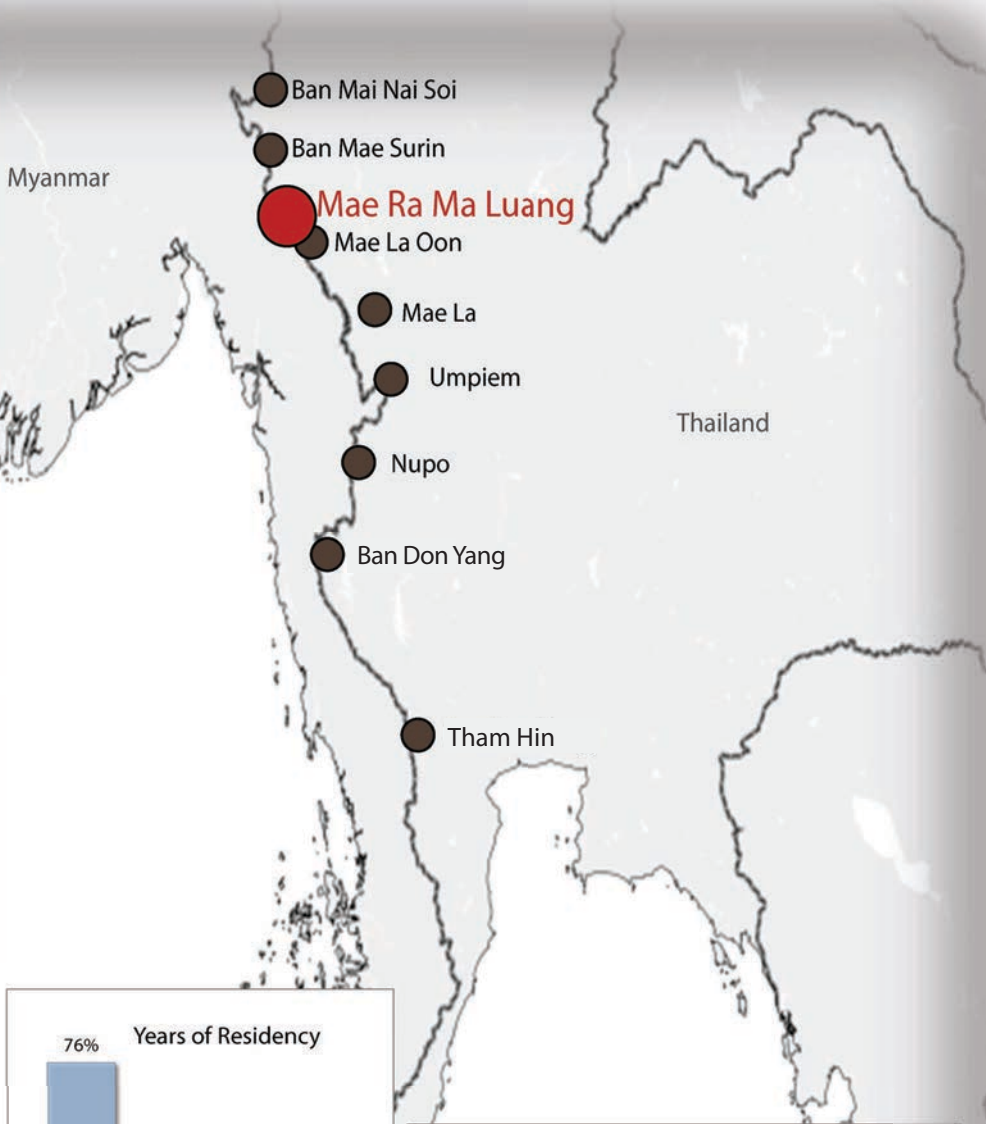 Ban Mai Nai Soi
Ban Mae Surin
Myanmar
Mae Ra Ma Luang
Mae La Oon
Mae La
Umpiem
Thailand
Nupo
Ban Don Yang
Tham Hin
Years of Residency
76%